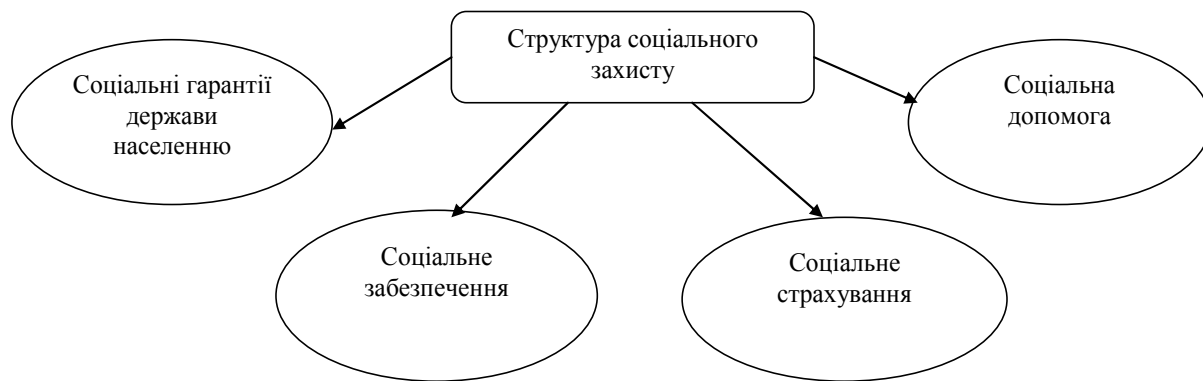 Структура соціального
захисту
Соціальні гарантії
держави
населенню
Соціальна
допомога
Соціальне
забезпечення
Соціальне
страхування